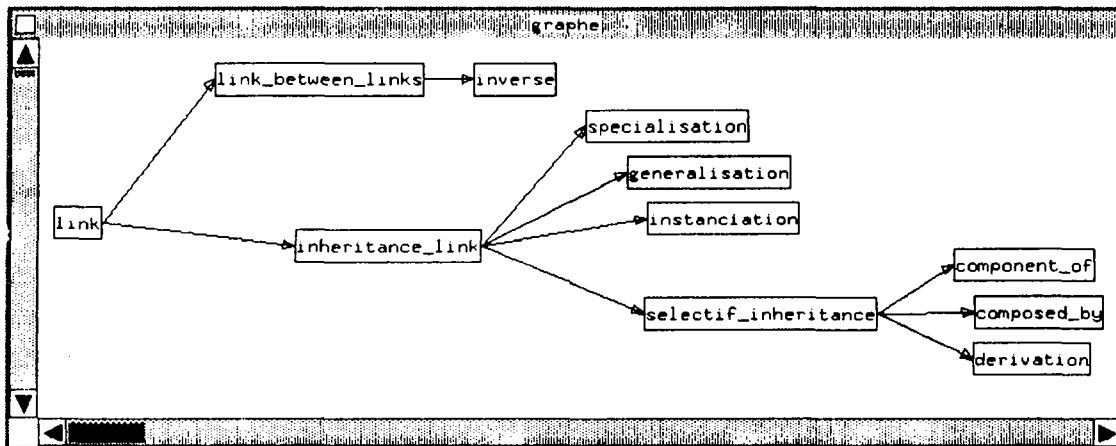 graphe
link_between_links
inverse
specialisation
generalisation
link
instanciation
inheritance_link
component_of
selectif_inheritance
composed_by
derivation